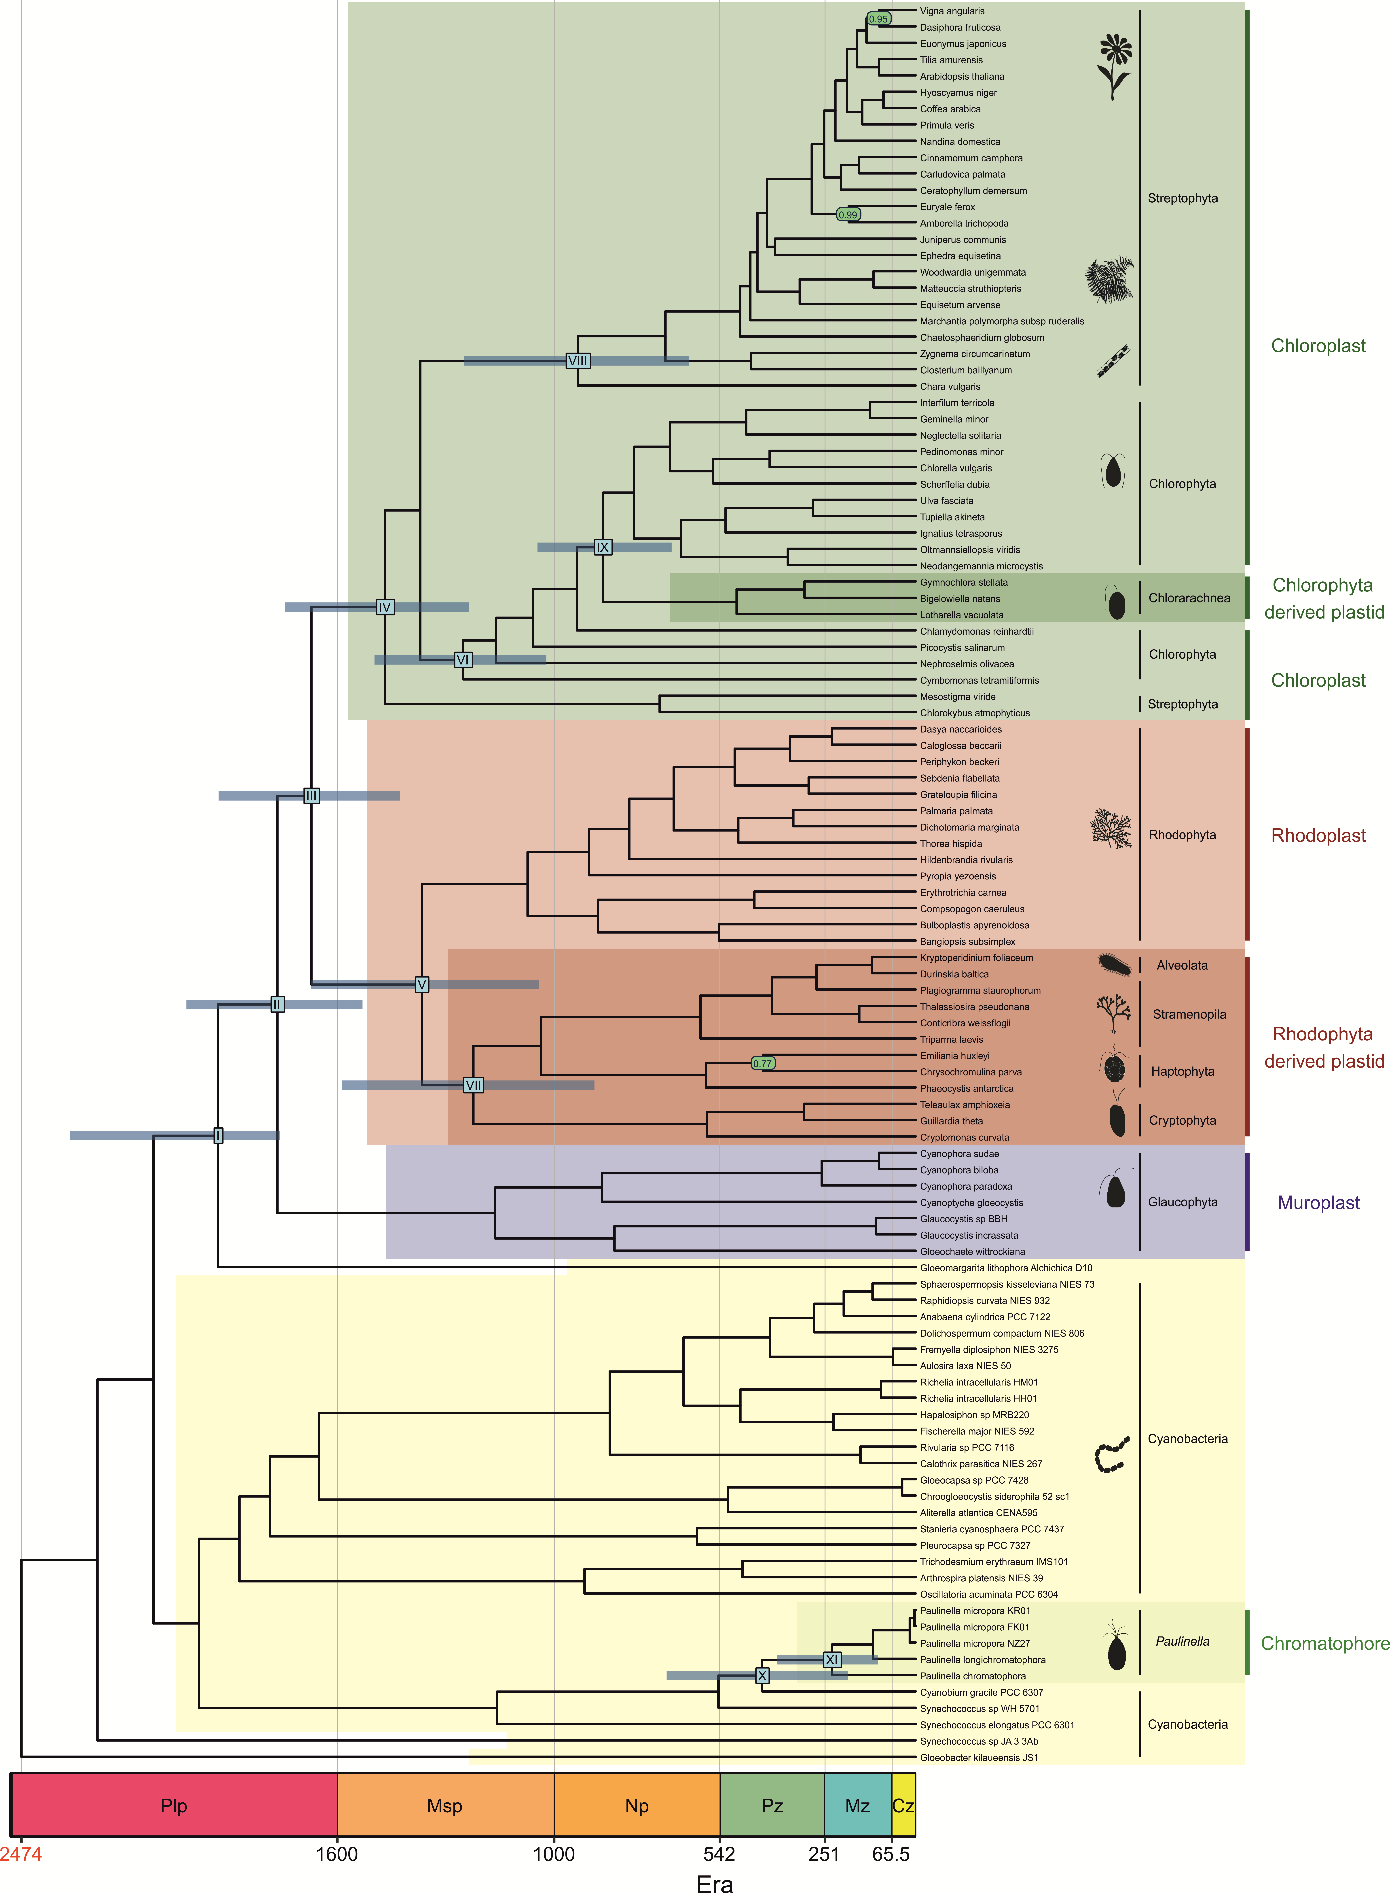 Vigna angularis
0.95
Dasiphora fruticosa
Euonymus japonicus
Tilia amurensis
Arabidopsis thaliana
Hyoscyamus niger
Coffea arabica
Primula veris
Nandina domestica
Cinnamomum camphora
Carludovica palmata
Ceratophyllum demersum
Streptophyta
Euryale ferox
0.99
Amborella trichopoda
Juniperus communis
Ephedra equisetina
Woodwardia unigemmata
Matteuccia struthiopteris
Equisetum arvense
Marchantia polymorpha subsp ruderalis
Chaetosphaeridium globosum
Chloroplast
Zygnema circumcarinatum
VIII
Closterium baillyanum
Chara vulgaris
Interfilum terricola
Geminella minor
Neglectella solitaria
Pedinomonas minor
Chlorella vulgaris
Scherffelia dubia
Chlorophyta
Ulva fasciata
Tupiella akineta
Ignatius tetrasporus
IX
Oltmannsiellopsis viridis
Neodangemannia microcystis
Gymnochlora stellata
Chlorophyta
derived plastid
Bigelowiella natans
Chlorarachnea
IV
Lotharella vacuolata
Chlamydomonas reinhardtii
Picocystis salinarum
Chlorophyta
VI
Nephroselmis olivacea
Cymbomonas tetramitiformis
Chloroplast
Mesostigma viride
Streptophyta
Chlorokybus atmophyticus
Dasya naccarioides
Caloglossa beccarii
Periphykon beckeri
Sebdenia flabellata
Grateloupia filicina
III
Palmaria palmata
Dichotomaria marginata
Rhodophyta
Rhodoplast
Thorea hispida
Hildenbrandia rivularis
Pyropia yezoensis
Erythrotrichia carnea
Compsopogon caeruleus
Bulboplastis apyrenoidosa
Bangiopsis subsimplex
Kryptoperidinium foliaceum
Alveolata
Durinskia baltica
V
Plagiogramma staurophorum
II
Thalassiosira pseudonana
Stramenopila
Conticribra weissflogii
Triparma laevis
Rhodophyta
derived plastid
Emiliania huxleyi
0.77
Chrysochromulina parva
Haptophyta
VII
Phaeocystis antarctica
Teleaulax amphioxeia
Guillardia theta
Cryptophyta
I
Cryptomonas curvata
Cyanophora sudae
Cyanophora biloba
Cyanophora paradoxa
Cyanoptyche gloeocystis
Glaucophyta
Muroplast
Glaucocystis sp BBH
Glaucocystis incrassata
Gloeochaete wittrockiana
Gloeomargarita lithophora Alchichica D10
Sphaerospermopsis kisseleviana NIES 73
Raphidiopsis curvata NIES 932
Anabaena cylindrica PCC 7122
Dolichospermum compactum NIES 806
Fremyella diplosiphon NIES 3275
Aulosira laxa NIES 50
Richelia intracellularis HM01
Richelia intracellularis HH01
Hapalosiphon sp MRB220
Fischerella major NIES 592
Cyanobacteria
Rivularia sp PCC 7116
Calothrix parasitica NIES 267
Gloeocapsa sp PCC 7428
Chroogloeocystis siderophila 52 sc1
Aliterella atlantica CENA595
Stanieria cyanosphaera PCC 7437
Pleurocapsa sp PCC 7327
Trichodesmium erythraeum IMS101
Arthrospira platensis NIES 39
Oscillatoria acuminata PCC 6304
Paulinella micropora KR01
Paulinella micropora FK01
Paulinella micropora NZ27
Paulinella
Chromatophore
XI
Paulinella longichromatophora
X
Paulinella chromatophora
Cyanobium gracile PCC 6307
Synechococcus sp WH 5701
Synechococcus elongatus PCC 6301
Cyanobacteria
Synechococcus sp JA 3 3Ab
Gloeobacter kilaueensis JS1
Plp Msp Np Pz Mz Cz
2474 1600 1000 542 251 65.5
Era